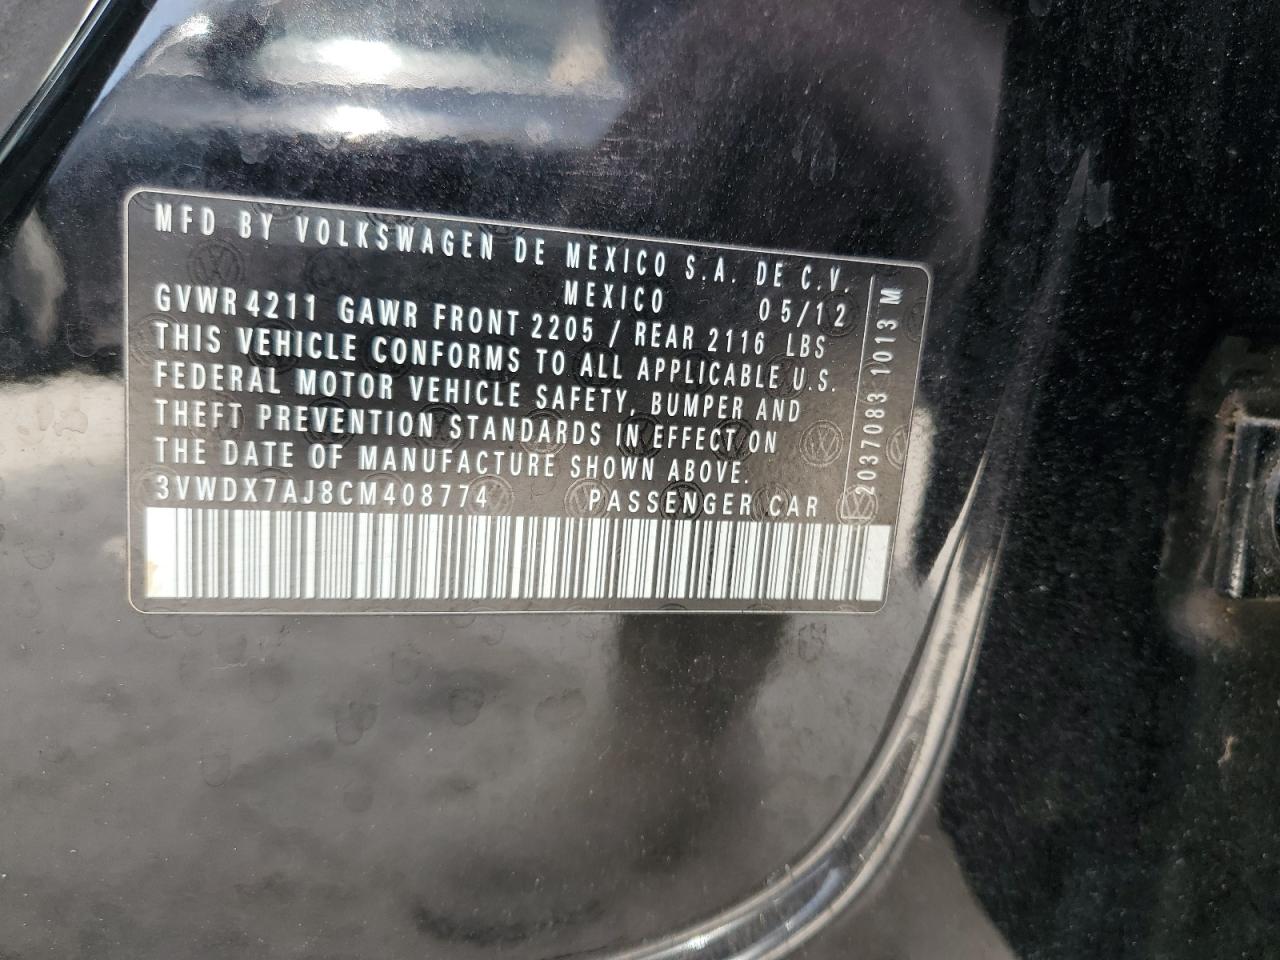 MFD BY VOLKSWAGEN DE MEXICO S.A. DE C.V.
MEXICO 05/12
GVWR 4211 GAWR FRONT 2205 / REAR 2116 LBS
THIS VEHICLE CONFORMS TO ALL APPLICABLE U.S.
FEDERAL MOTOR VEHICLE SAFETY, BUMPER AND
THEFT PREVENTION STANDARDS IN EFFECT ON
THE DATE OF MANUFACTURE SHOWN ABOVE.
3VWDX7AJ8CM408774 PASSENGER CAR
2037083 1013 M